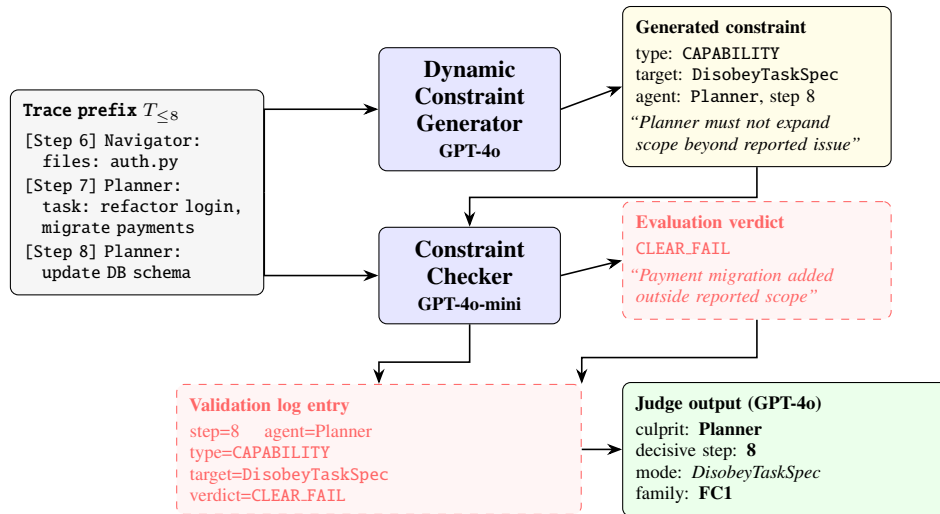 Trace prefix T≤8
[Step 6] Navigator:
files: auth.py
[Step 7] Planner:
task: refactor login,
migrate payments
[Step 8] Planner:
update DB schema
Dynamic
Constraint
Generator
GPT-4o
Generated constraint
type: CAPABILITY
target: DisobeyTaskSpec
agent: Planner, step 8
“Planner must not expand
scope beyond reported issue”
Constraint
Checker
GPT-4o-mini
Evaluation verdict
CLEAR_FAIL
“Payment migration added
outside reported scope”
Validation log entry
step=8 agent=Planner
type=CAPABILITY
target=DisobeyTaskSpec
verdict=CLEAR_FAIL
Judge output (GPT-4o)
culprit: Planner
decisive step: 8
mode: DisobeyTaskSpec
family: FC1